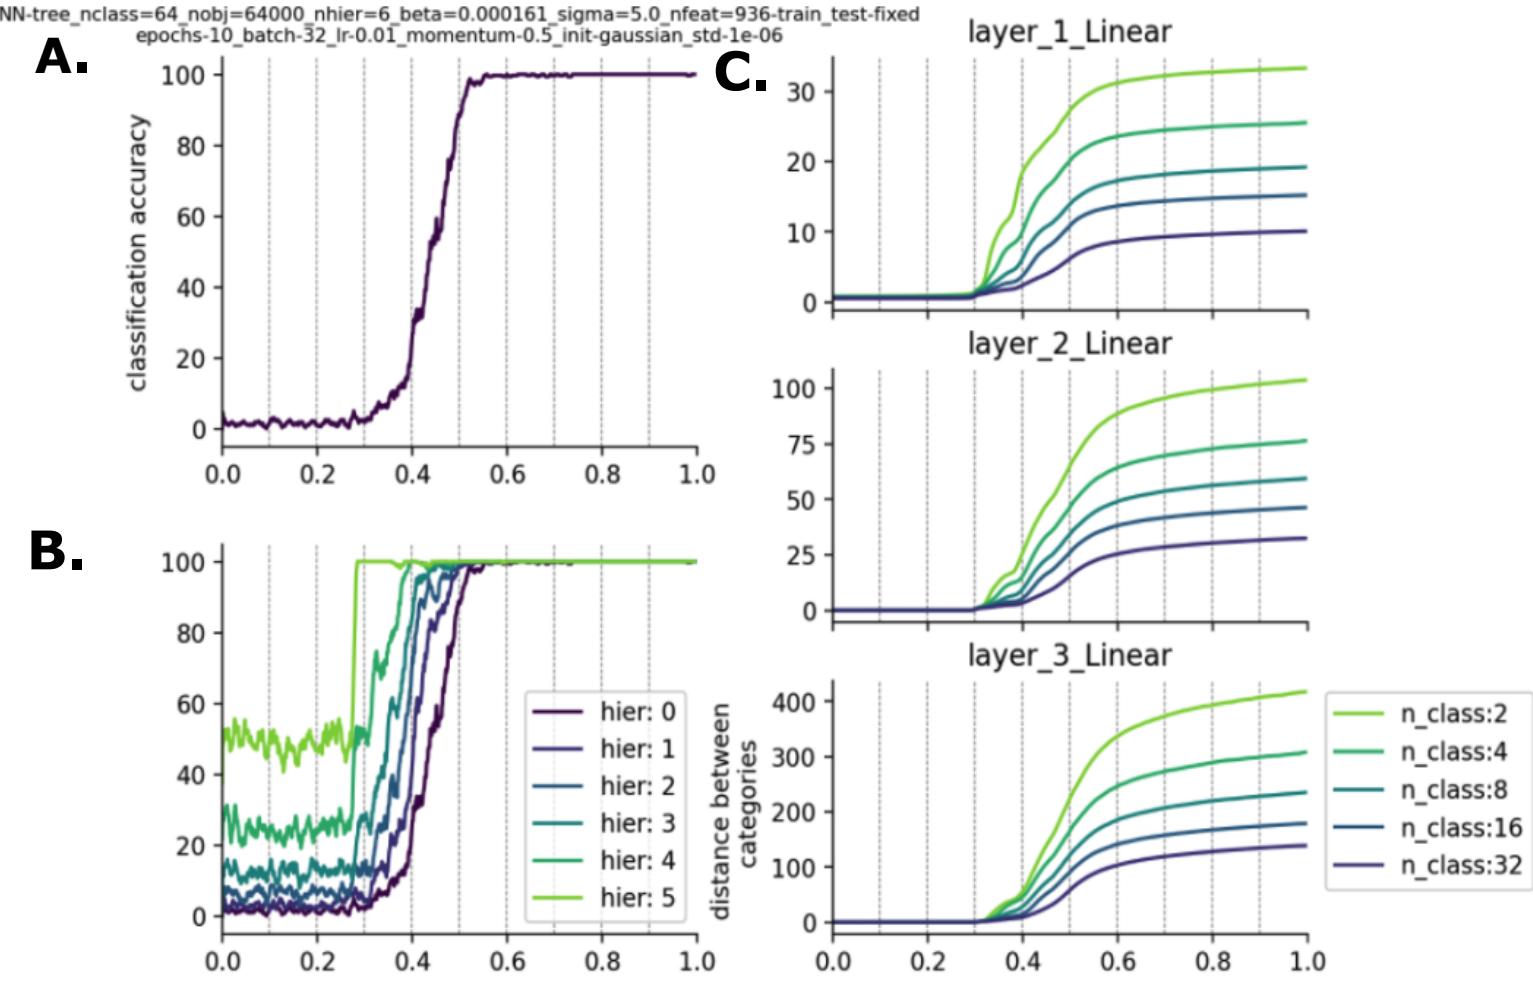 NN-tree_nclass=64_nobj=64000_nhier=6_beta=0.000161_sigma=5.0_nfeat=936-train_test-fixed
epochs-10_batch-32_lr-0.01_momentum-0.5_init-gaussian_std-1e-06
A.
100
80
60
40
20
0
classification accuracy
0.0 0.2 0.4 0.6 0.8 1.0
B.
100
80
60
40
20
0
hier: 0
hier: 1
hier: 2
hier: 3
hier: 4
hier: 5
0.0 0.2 0.4 0.6 0.8 1.0
C.
layer_1_Linear
30
20
10
0
layer_2_Linear
100
75
50
25
0
layer_3_Linear
400
300
200
100
0
distance between
categories
0.0 0.2 0.4 0.6 0.8 1.0
n_class:2
n_class:4
n_class:8
n_class:16
n_class:32